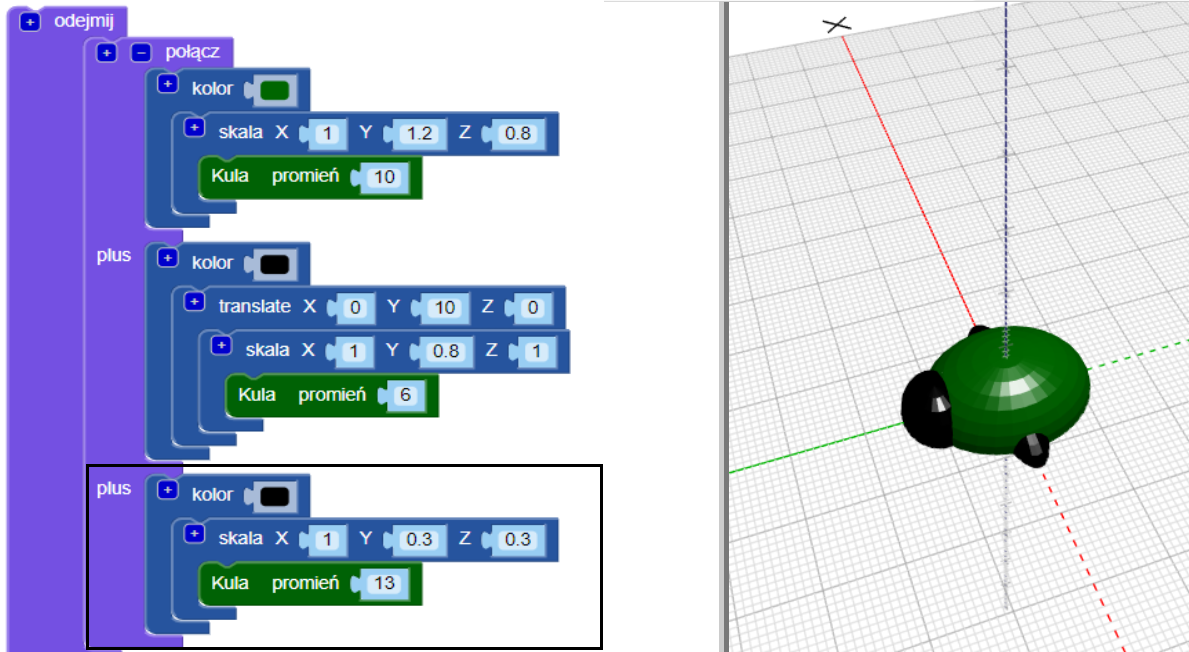 odejmij
połącz
kolor
skala X 1 Y 1.2 Z 0.8
Kula promień 10
plus kolor
translate X 0 Y 10 Z 0
skala X 1 Y 0.8 Z 1
Kula promień 6
plus kolor
skala X 1 Y 0.3 Z 0.3
Kula promień 13
X